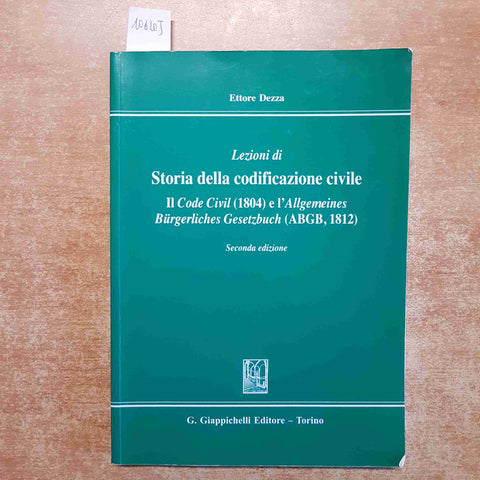 Ettore Dezza
Lezioni di
Storia della codificazione civile
Il Code Civil (1804) e l'Allgemeines
Bürgerliches Gesetzbuch (ABGB, 1812)
Seconda edizione
G. Giappichelli Editore – Torino